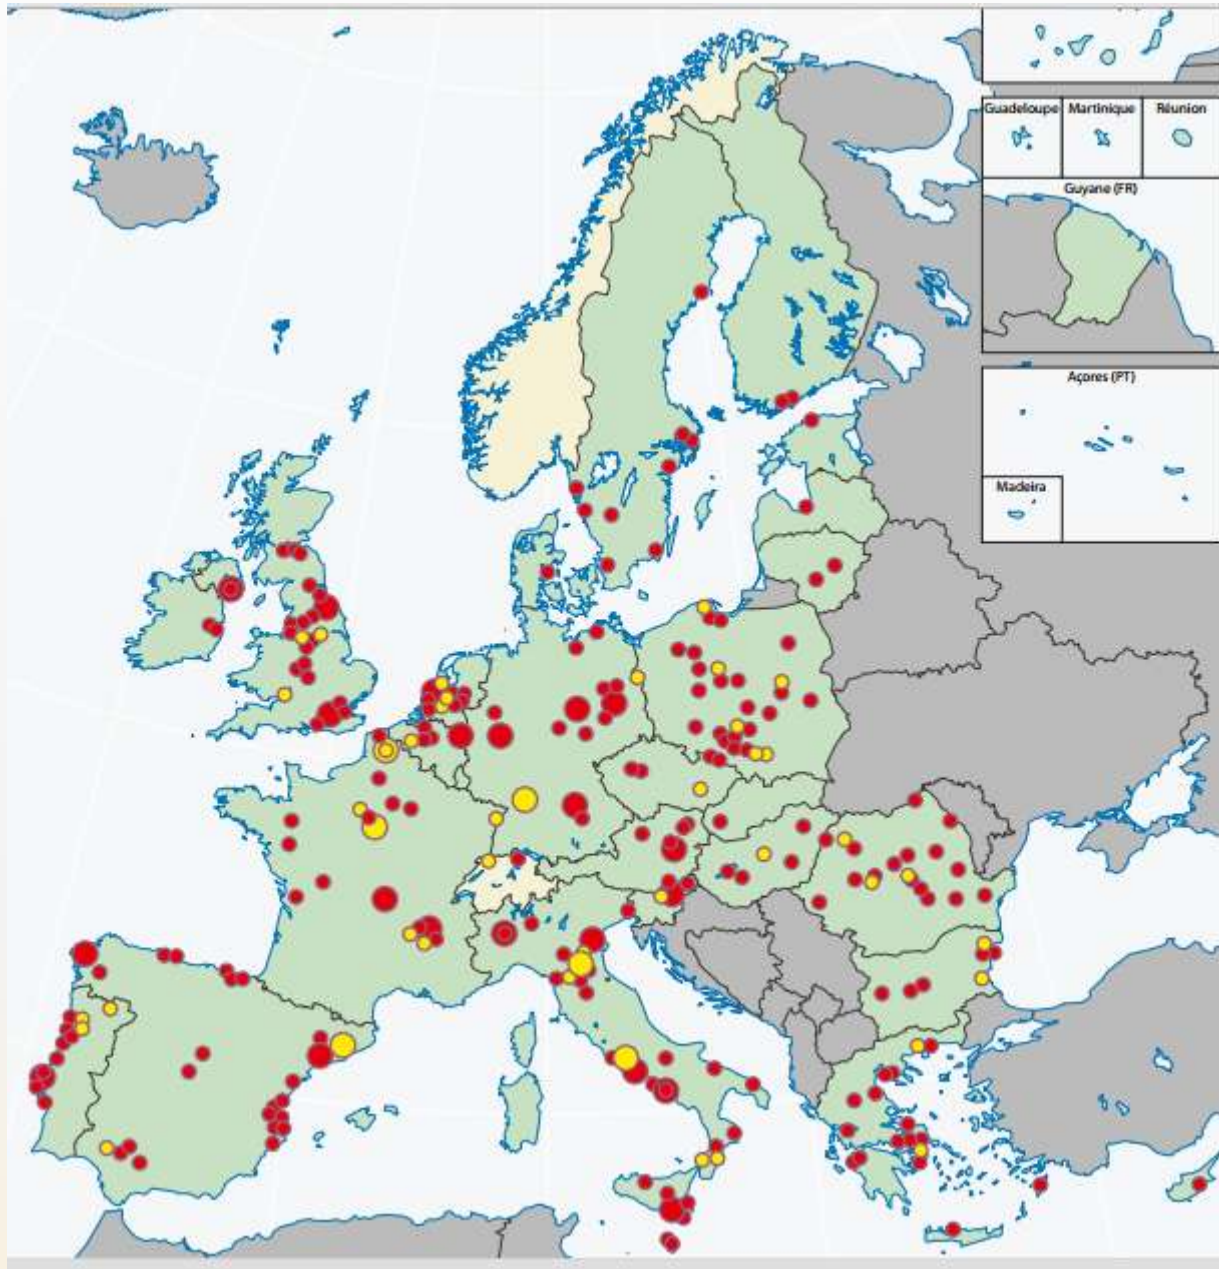 Guadeloupe
Martinique
Réunion
Guyane (FR)
Açores (PT)
Madeira